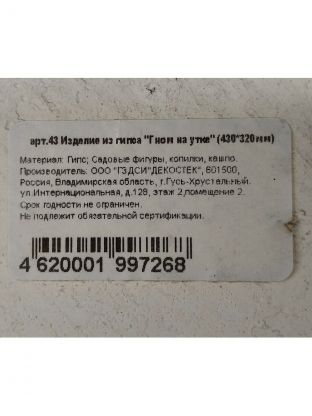 арт.43 Изделие из гипса "Гном на утке" (430*320мм)
Материал: Гипс; Садовые фигуры, копилки, кашпо.
Производитель: ООО "ГЗДСИ"ДЕКОСТЕК", 601500,
Россия, Владимирская область, г.Гусь-Хрустальный.
ул.Интернациональная, д.128, этаж 2,помещение 2.
Срок годности не ограничен.
Не подлежит обязательной сертификации.
4 620001 997268